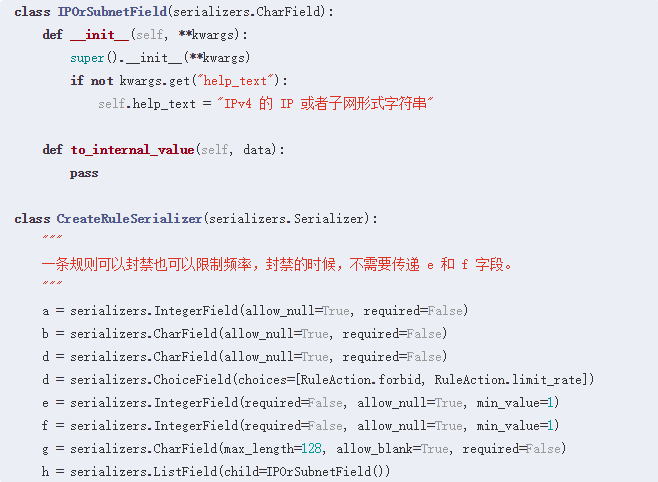 class IPOrSubnetField(serializers.CharField):
    def __init__(self, **kwargs):
        super().__init__(**kwargs)
        if not kwargs.get("help_text"):
            self.help_text = "IPv4 的 IP 或者子网形式字符串"
    def to_internal_value(self, data):
        pass
class CreateRuleSerializer(serializers.Serializer):
    """
    一条规则可以封禁也可以限制频率，封禁的时候，不需要传递 e 和 f 字段。
    """
    a = serializers.IntegerField(allow_null=True, required=False)
    b = serializers.CharField(allow_null=True, required=False)
    d = serializers.CharField(allow_null=True, required=False)
    d = serializers.ChoiceField(choices=[RuleAction.forbid, RuleAction.limit_rate])
    e = serializers.IntegerField(required=False, allow_null=True, min_value=1)
    f = serializers.IntegerField(required=False, allow_null=True, min_value=1)
    g = serializers.CharField(max_length=128, allow_blank=True, required=False)
    h = serializers.ListField(child=IPOrSubnetField())